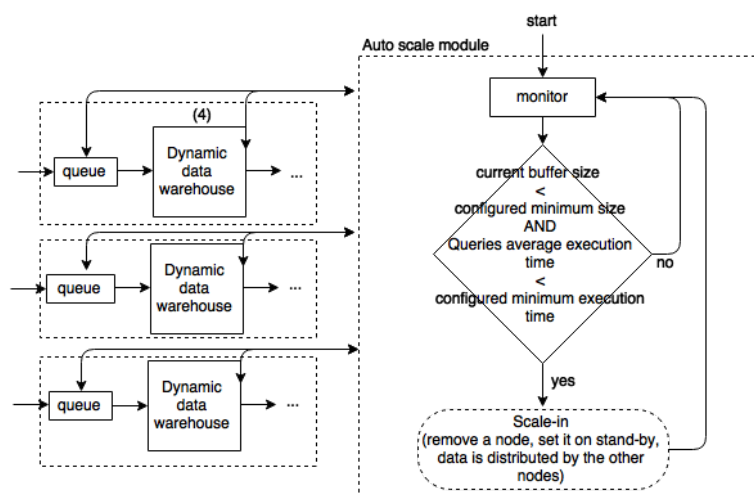 start
Auto scale module
monitor
(4)
queue
Dynamic
data
warehouse
...
queue
Dynamic
data
warehouse
...
queue
Dynamic
data
warehouse
...
current buffer size
<
configured minimum size
AND
Queries average execution
time
<
configured minimum execution
time
no
yes
Scale-in
(remove a node, set it on stand-by,
data is distributed by the other
nodes)